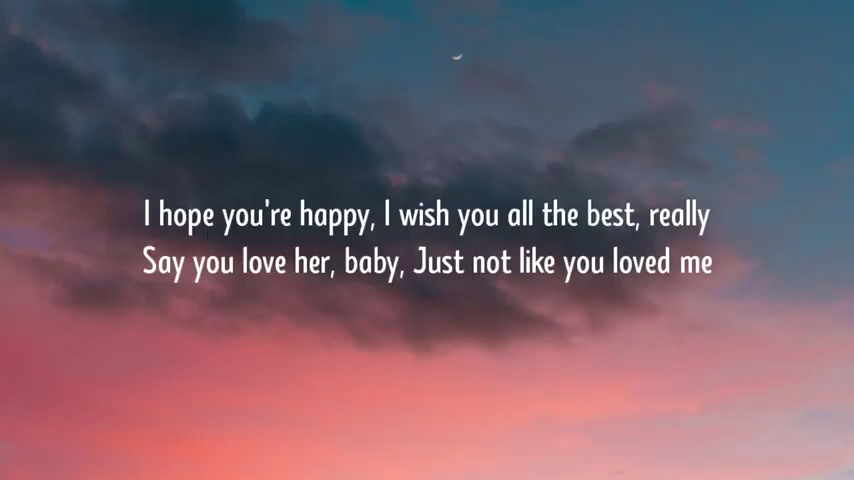 I hope you're happy, I wish you all the best, really
Say you love her, baby, Just not like you loved me